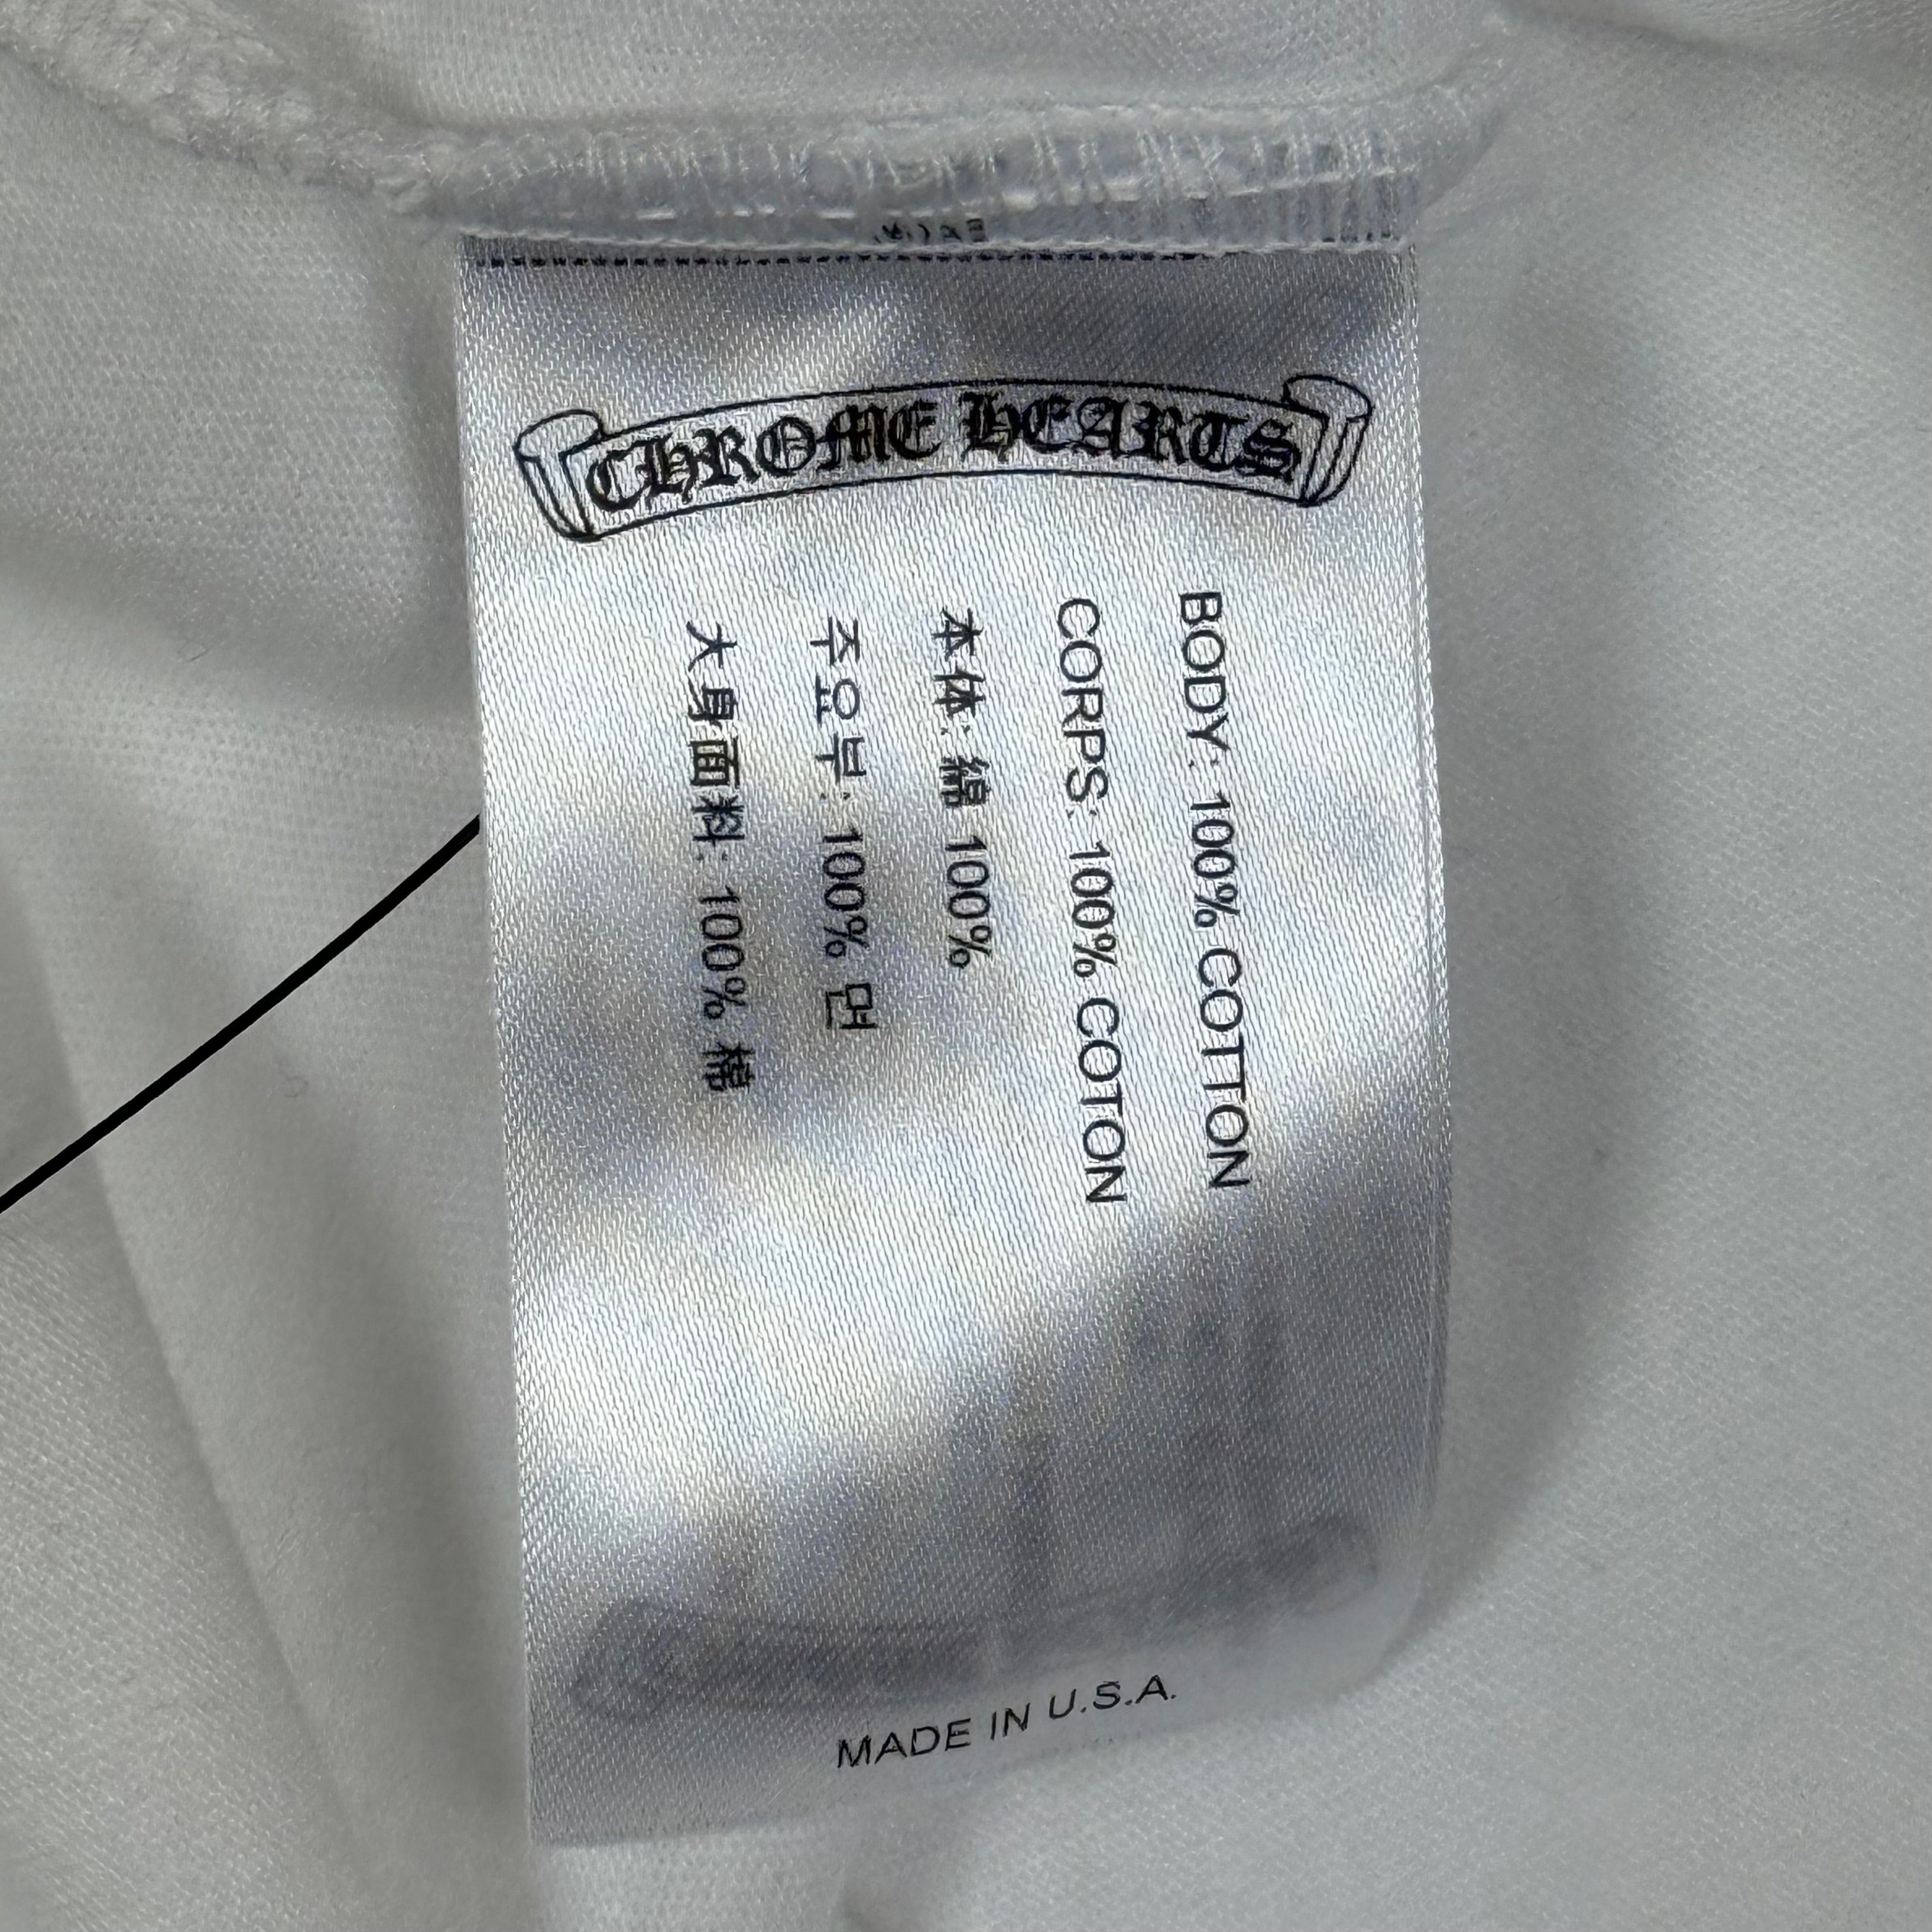 CHROME HEARTS
BODY: 100% COTTON
CORPS: 100% COTON
本体: 綿 100%
주요부: 100% 면
大身面料: 100% 棉
MADE IN U.S.A.